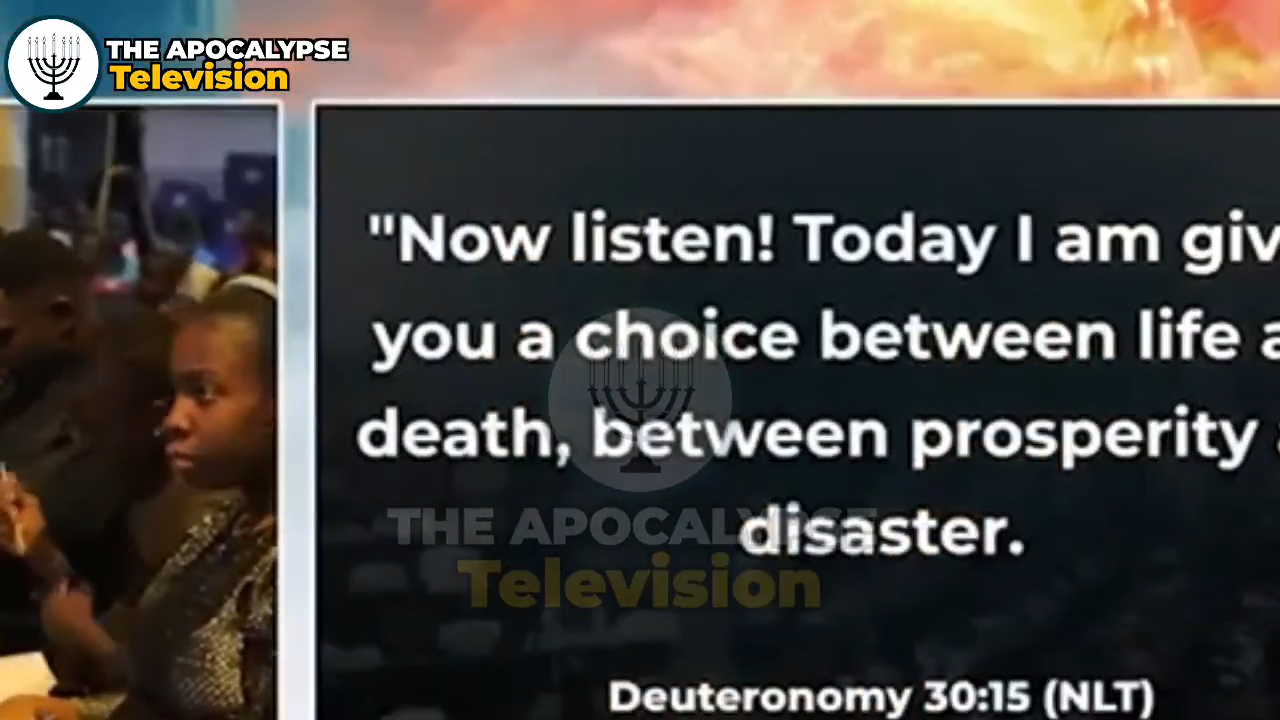 THE APOCALYPSE
Television
"Now listen! Today I am giv
you a choice between life a
death, between prosperity
disaster.
THE APOCALYPSE
Television
Deuteronomy 30:15 (NLT)